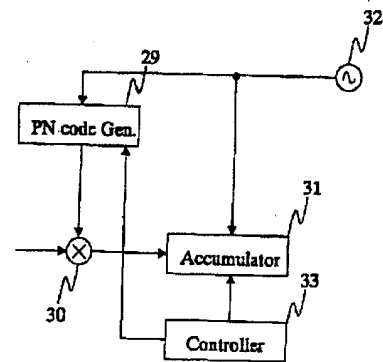 32
29
PN code Gen.
31
Accumulator
30
33
Controller